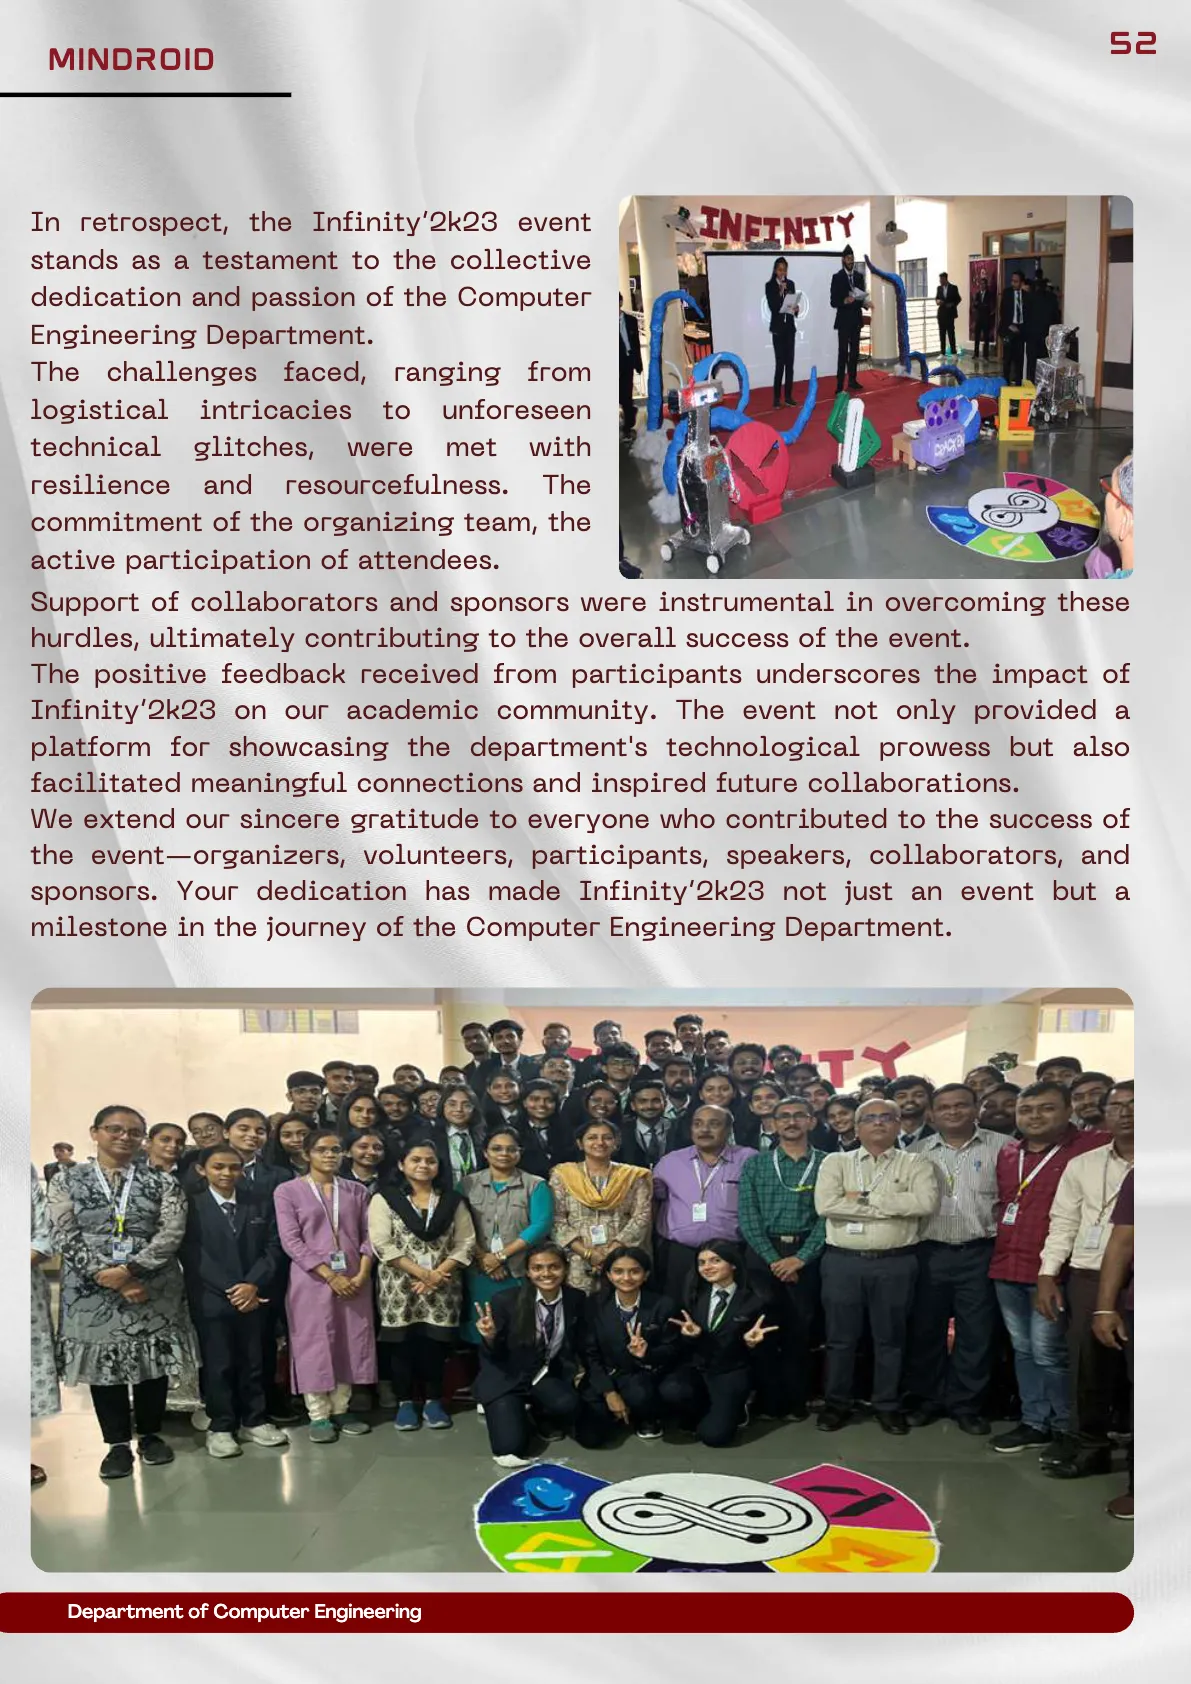 MINDROID
52
In retrospect, the Infinity'2k23 event
stands as a testament to the collective
dedication and passion of the Computer
Engineering Department.
The challenges faced, ranging from
logistical intricacies to unforeseen
technical glitches, were met with
resilience and resourcefulness. The
commitment of the organizing team, the
active participation of attendees.
INFINITY
Support of collaborators and sponsors were instrumental in overcoming these
hurdles, ultimately contributing to the overall success of the event.
The positive feedback received from participants underscores the impact of
Infinity'2k23 on our academic community. The event not only provided a
platform for showcasing the department's technological prowess but also
facilitated meaningful connections and inspired future collaborations.
We extend our sincere gratitude to everyone who contributed to the success of
the event—organizers, volunteers, participants, speakers, collaborators, and
sponsors. Your dedication has made Infinity'2k23 not just an event but a
milestone in the journey of the Computer Engineering Department.
Department of Computer Engineering